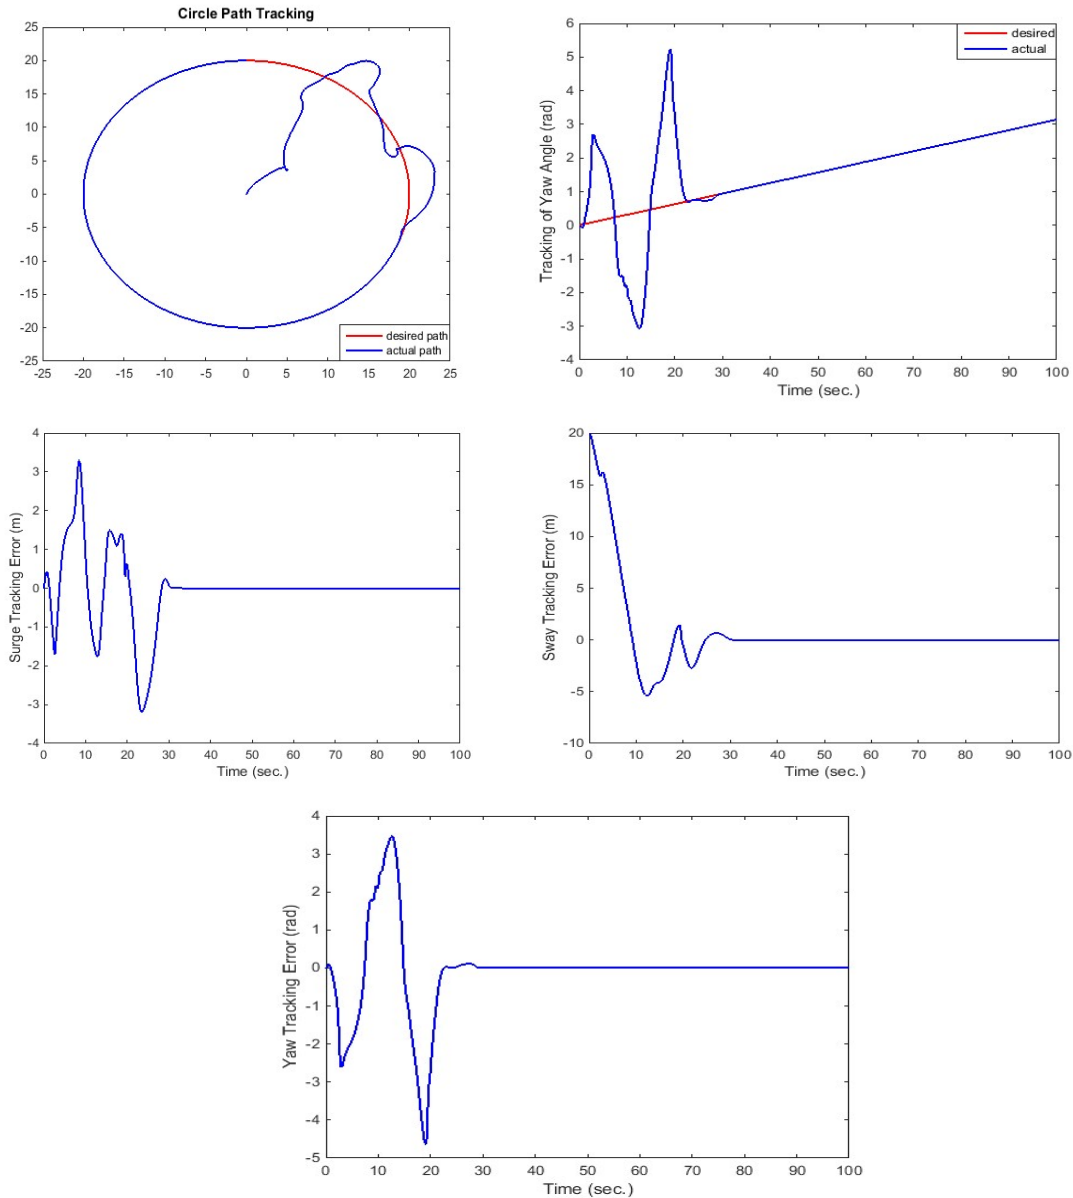 Circle Path Tracking
25
20
15
10
5
0
-5
-10
-15
-20
-25
-25 -20 -15 -10 -5 0 5 10 15 20 25
desired path
actual path
Tracking of Yaw Angle (rad)
6
5
4
3
2
1
0
-1
-2
-3
-4
0 10 20 30 40 50 60 70 80 90 100
Time (sec.)
desired
actual
Surge Tracking Error (m)
4
3
2
1
0
-1
-2
-3
-4
0 10 20 30 40 50 60 70 80 90 100
Time (sec.)
Sway Tracking Error (m)
20
15
10
5
0
-5
-10
0 10 20 30 40 50 60 70 80 90 100
Time (sec.)
Yaw Tracking Error (rad)
4
3
2
1
0
-1
-2
-3
-4
-5
0 10 20 30 40 50 60 70 80 90 100
Time (sec.)